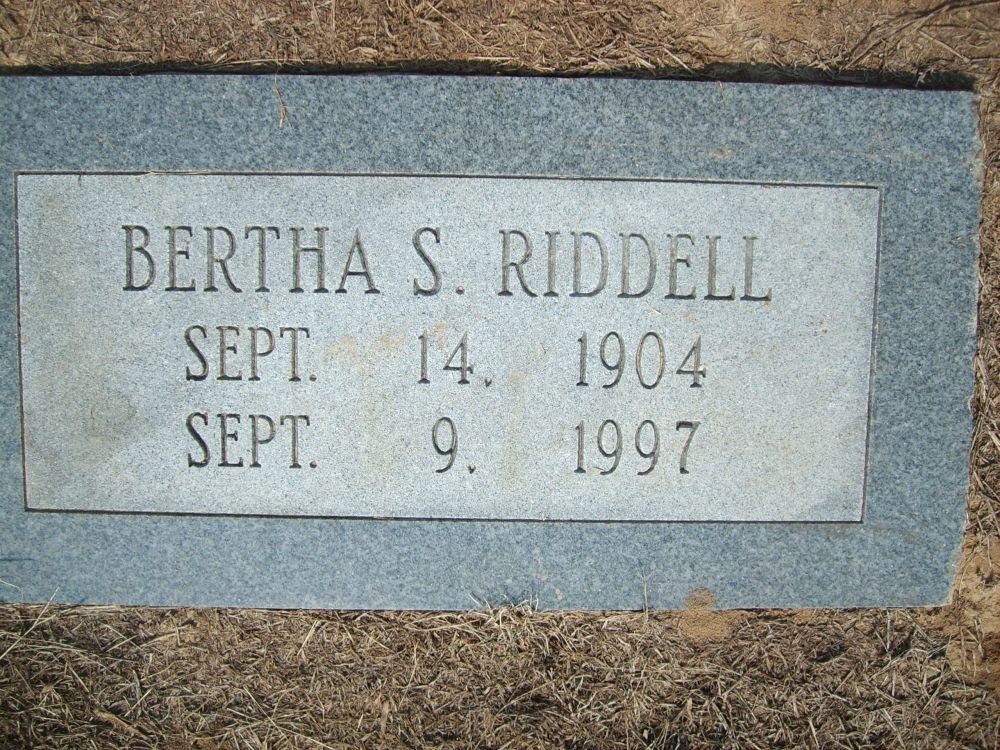 BERTHA S. RIDDELL
SEPT. 14, 1904
SEPT. 9, 1997